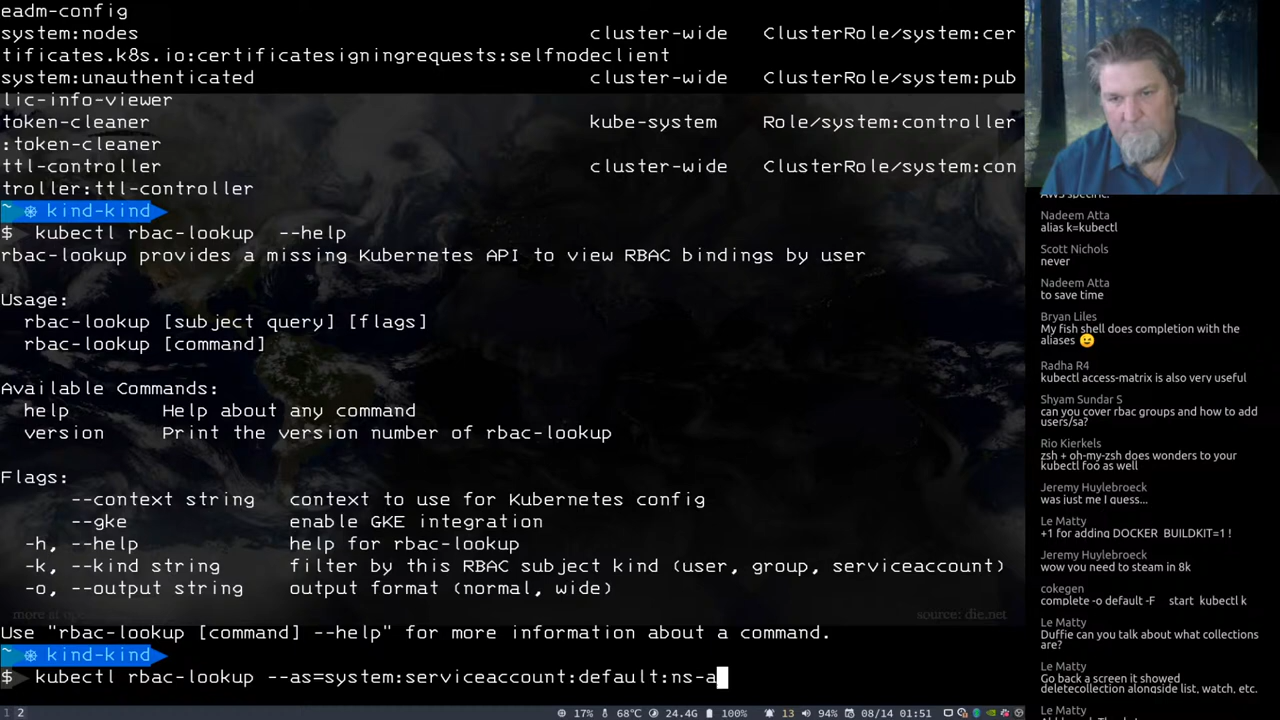 eadm-config
system:nodes cluster-wide ClusterRole/system:cer
tificates.k8s.io:certificatesigningrequests:selfnodeclient
system:unauthenticated cluster-wide ClusterRole/system:pub
lic-info-viewer
token-cleaner kube-system Role/system:controller
:token-cleaner
ttl-controller cluster-wide ClusterRole/system:con
troller:ttl-controller
~ ⎈ kind-kind
$ kubectl rbac-lookup --help
rbac-lookup provides a missing Kubernetes API to view RBAC bindings by user
Usage:
rbac-lookup [subject query] [flags]
rbac-lookup [command]
Available Commands:
help Help about any command
version Print the version number of rbac-lookup
Flags:
--context string context to use for Kubernetes config
--gke enable GKE integration
-h, --help help for rbac-lookup
-k, --kind string filter by this RBAC subject kind (user, group, serviceaccount)
-o, --output string output format (normal, wide)
more at source: die.net
Use "rbac-lookup [command] --help" for more information about a command.
~ ⎈ kind-kind
$ kubectl rbac-lookup --as=system:serviceaccount:default:ns-a
1 2 17% 68°C 24.4G 100% 13 94% 08/14 01:51
AWS specific.
Nadeem Atta
alias k=kubectl
Scott Nichols
never
Nadeem Atta
to save time
Bryan Liles
My fish shell does completion with the
aliases 😉
Radha R4
kubectl access-matrix is also very useful
Shyam Sundar S
can you cover rbac groups and how to add
users/sa?
Rio Kierkels
zsh + oh-my-zsh does wonders to your
kubectl foo as well
Jeremy Huylebroeck
was just me I guess...
Le Matty
+1 for adding DOCKER_BUILDKIT=1 !
Jeremy Huylebroeck
wow you need to steam in 8k
cokegen
complete -o default -F __start_kubectl k
Le Matty
Duffie can you talk about what collections
are?
Le Matty
Go back a screen it showed
deletecollection alongside list, watch, etc.
Le Matty